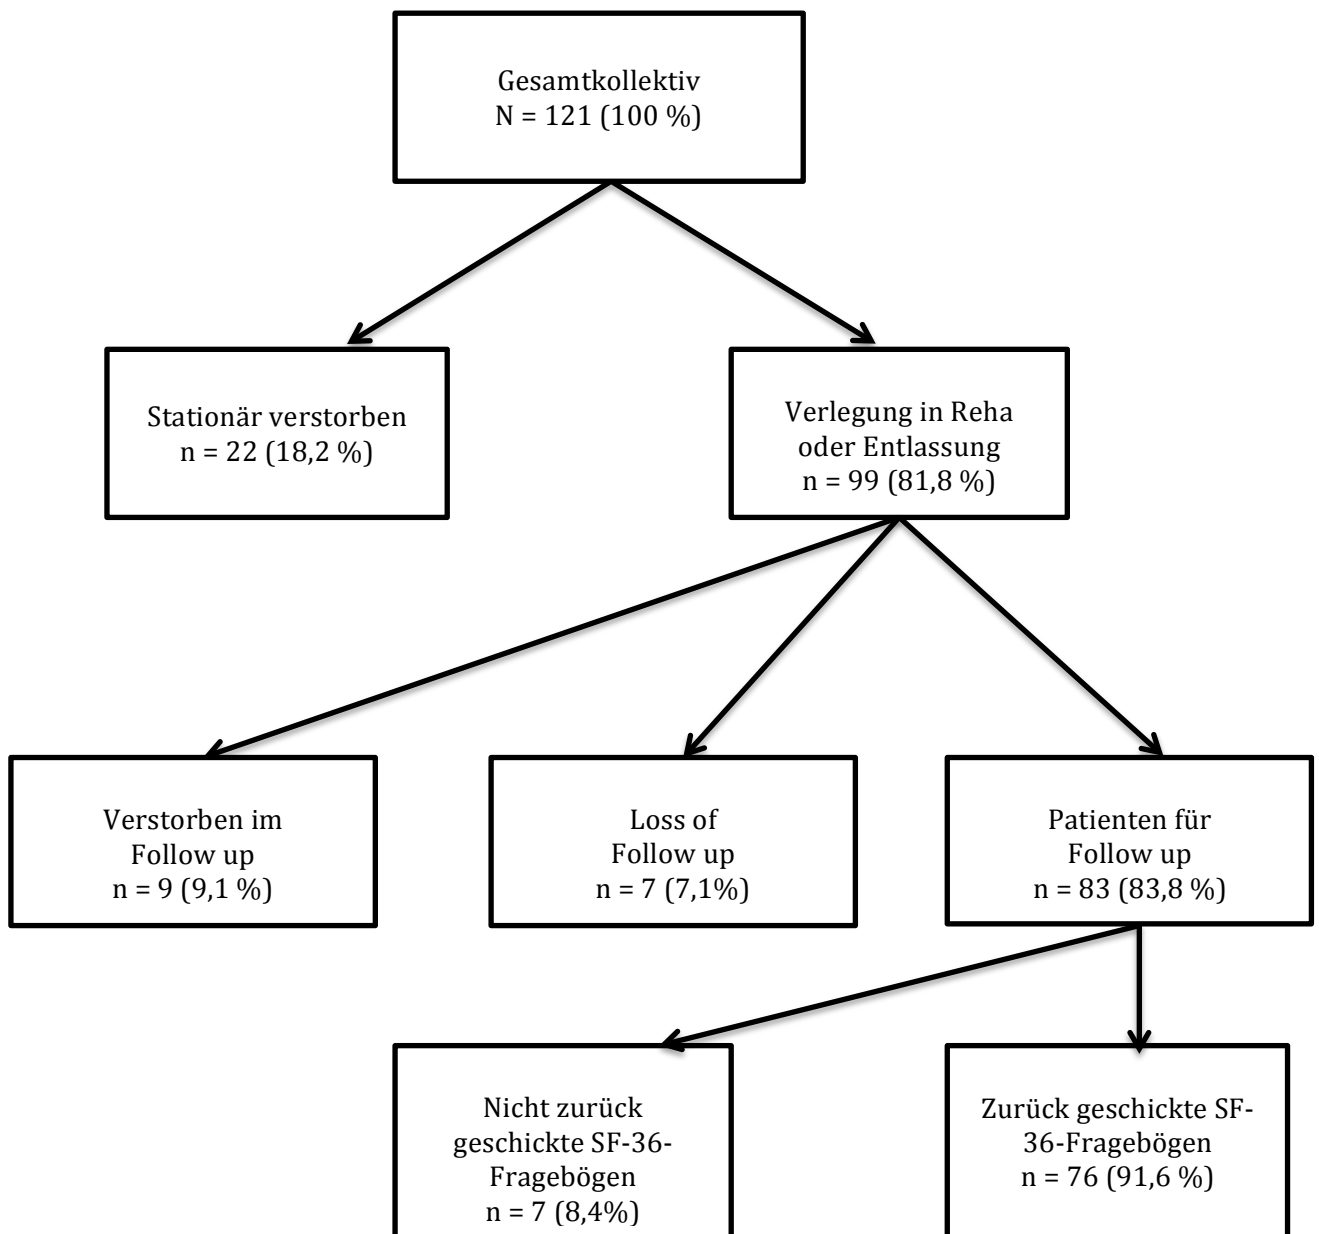 Gesamtkollektiv
N = 121 (100 %)
Stationär verstorben
n = 22 (18,2 %)
Verlegung in Reha
oder Entlassung
n = 99 (81,8 %)
Verstorben im
Follow up
n = 9 (9,1 %)
Loss of
Follow up
n = 7 (7,1%)
Patienten für
Follow up
n = 83 (83,8 %)
Nicht zurück
geschickte SF-36-
Fragebögen
n = 7 (8,4%)
Zurück geschickte SF-
36-Fragebögen
n = 76 (91,6 %)